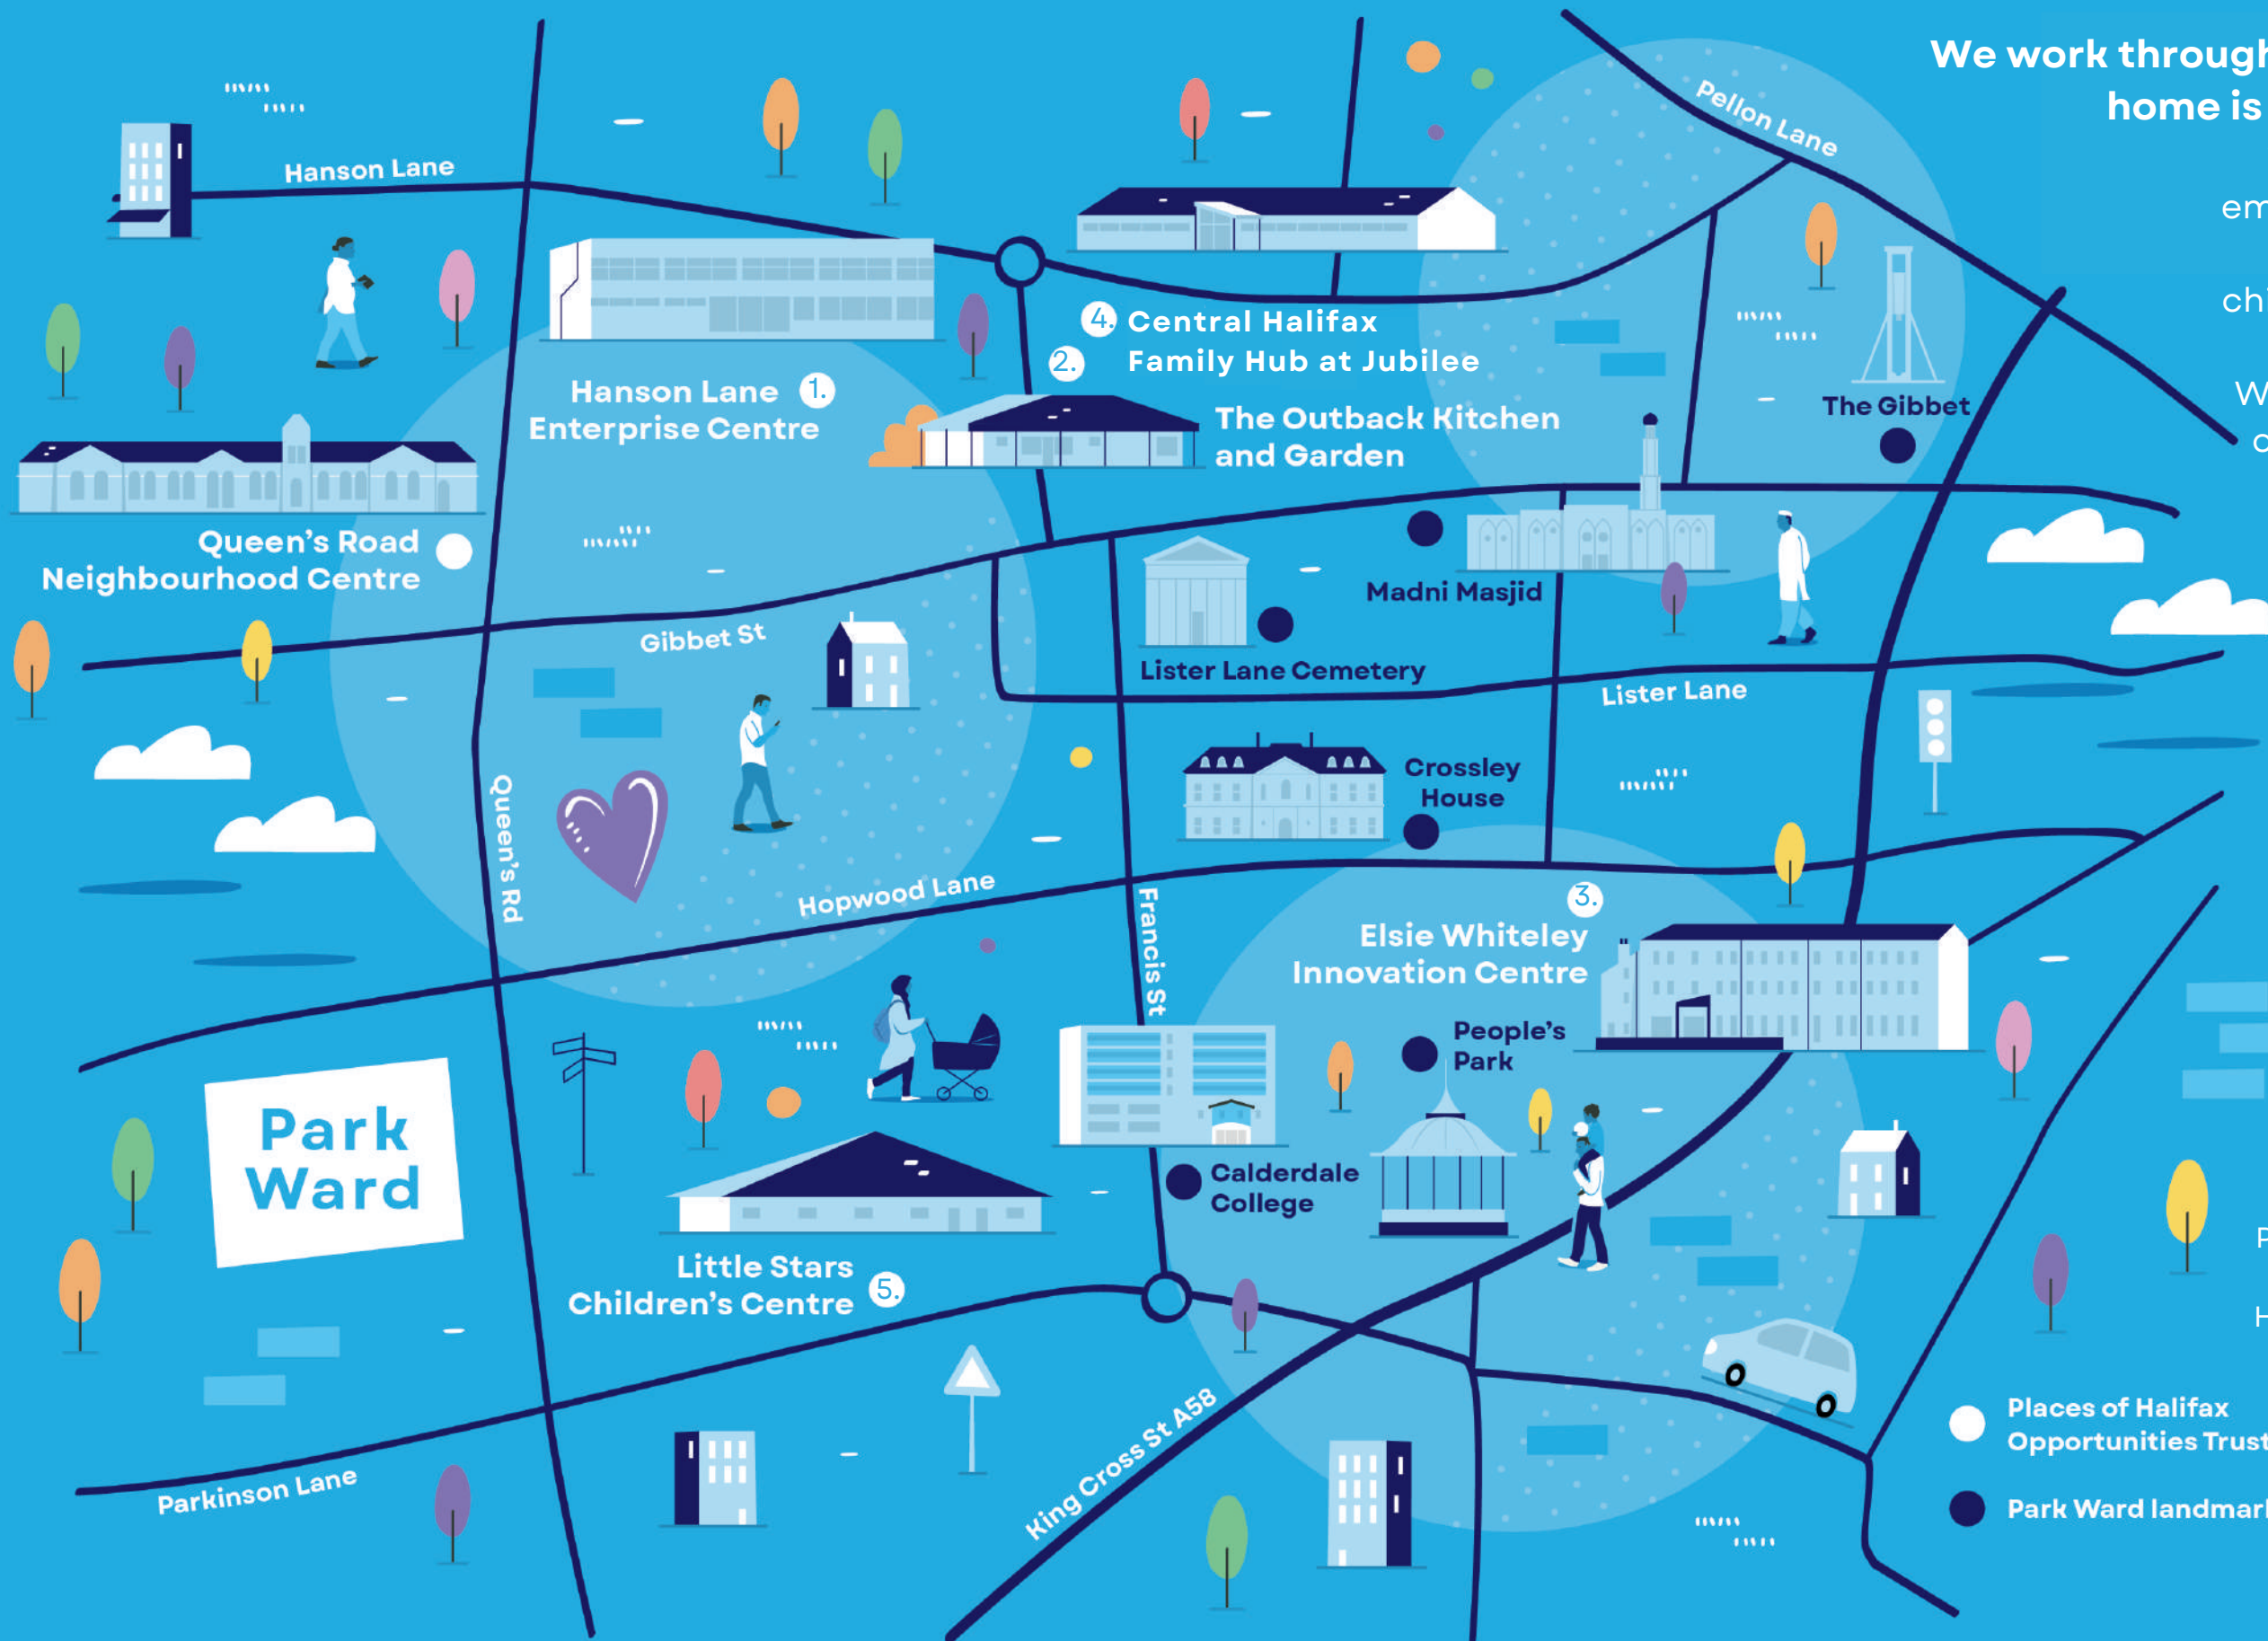 We work through
home is
Pellon Lane
Hanson Lane
4. Central Halifax
Family Hub at Jubilee
2.
The Outback Kitchen
and Garden
Hanson Lane 1.
Enterprise Centre
The Gibbet
Queen's Road
Neighbourhood Centre
Madni Masjid
Gibbet St
Lister Lane Cemetery
Lister Lane
Crossley
House
Queen's Rd
Hopwood Lane
Francis St
3.
Elsie Whiteley
Innovation Centre
People's
Park
Park
Ward
Calderdale
College
Little Stars
Children's Centre 5.
King Cross St A58
Parkinson Lane
Places of Halifax
Opportunities Trust
Park Ward landmar